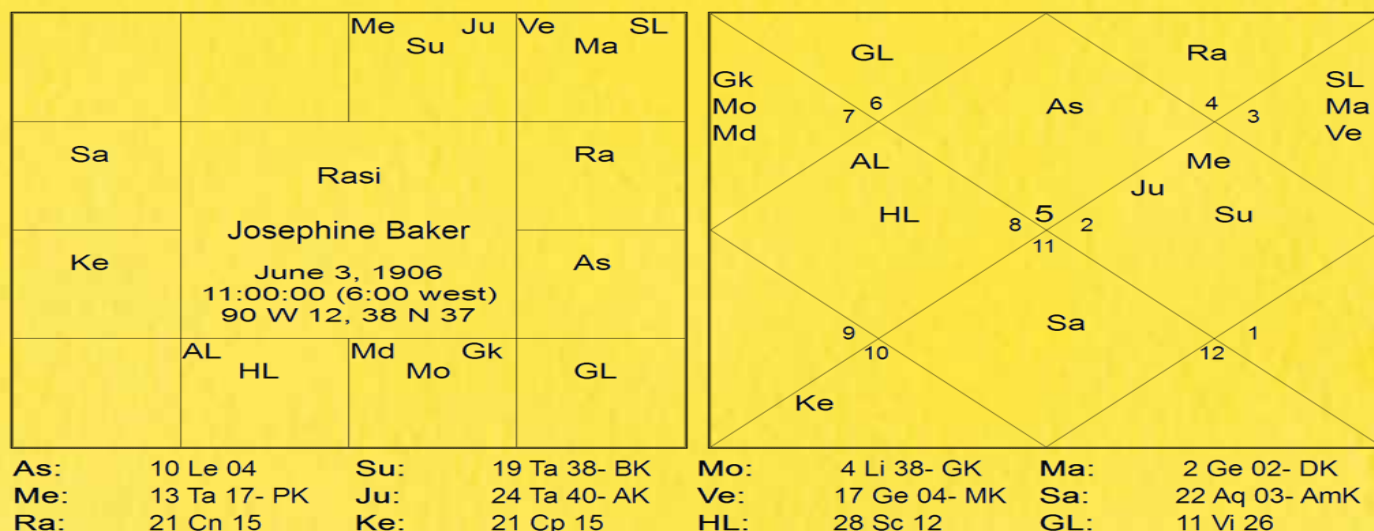 Me Ju
Su
Ve SL
Ma
Sa
Ra
Rasi
Josephine Baker
June 3, 1906
11:00:00 (6:00 west)
90 W 12, 38 N 37
Ke
As
AL
HL
Md Gk
Mo
GL
GL
Ra
Gk
Mo
Md
SL
Ma
Ve
As
7
6
4
3
AL
HL
Me
Ju
Su
8
5
2
11
Sa
9
10
1
12
Ke
As: 10 Le 04 Su: 19 Ta 38- BK Mo: 4 Li 38- GK Ma: 2 Ge 02- DK
Me: 13 Ta 17- PK Ju: 24 Ta 40- AK Ve: 17 Ge 04- MK Sa: 22 Aq 03- AmK
Ra: 21 Cn 15 Ke: 21 Cp 15 HL: 28 Sc 12 GL: 11 Vi 26